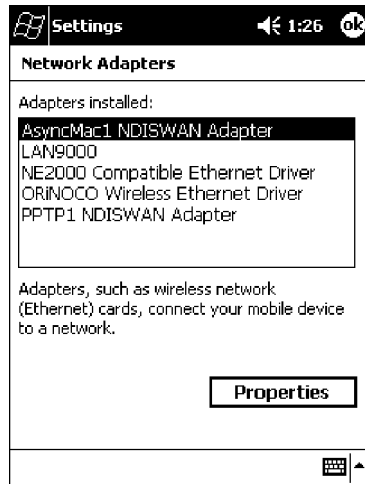 Settings 1:26 ok
Network Adapters
Adapters installed:
AsyncMac1 NDISWAN Adapter
LAN9000
NE2000 Compatible Ethernet Driver
ORiNOCO Wireless Ethernet Driver
PPTP1 NDISWAN Adapter
Adapters, such as wireless network
(Ethernet) cards, connect your mobile device
to a network.
Properties